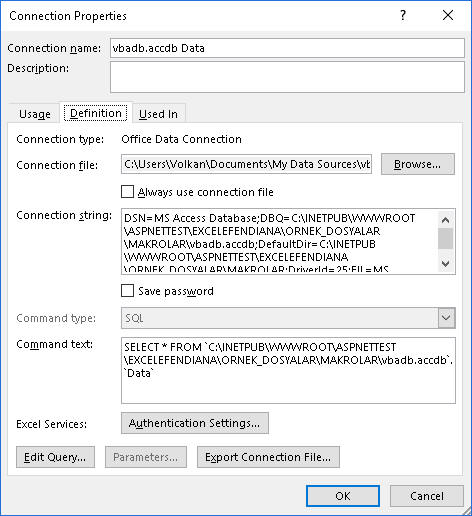 Connection Properties
Connection name: vbadb.accdb Data
Description:
Usage Definition Used In
Connection type: Office Data Connection
Connection file: C:\Users\Volkan\Documents\My Data Sources\vb Browse...
Always use connection file
Connection string: DSN=MS Access Database;DBQ=C:\INETPUB\WWWROOT
\ASPNETTEST\EXCELEFENDIANA\ORNEK_DOSYALAR
\MAKROLAR\vbadb.accdb;DefaultDir=C:\INETPUB
\WWWROOT\ASPNETTEST\EXCELEFENDIANA
\ORNEK_DOSYALAR\MAKROLAR;DriverId=25;FIL=MS
Save password
Command type: SQL
Command text: SELECT * FROM `C:\INETPUB\WWWROOT\ASPNETTEST
\EXCELEFENDIANA\ORNEK_DOSYALAR\MAKROLAR\vbadb.accdb`.
`Data`
Excel Services: Authentication Settings...
Edit Query... Parameters... Export Connection File...
OK Cancel